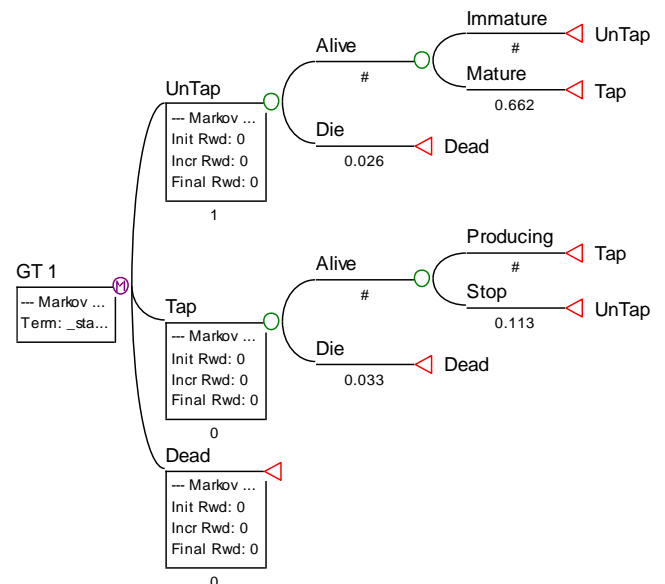 GT 1
--- Markov ...
Term: _sta...
M
UnTap
--- Markov ...
Init Rwd: 0
Incr Rwd: 0
Final Rwd: 0
1
Alive
#
Immature
#
UnTap
Mature
0.662
Tap
Die
0.026
Dead
Tap
--- Markov ...
Init Rwd: 0
Incr Rwd: 0
Final Rwd: 0
0
Alive
#
Producing
#
Tap
Stop
0.113
UnTap
Die
0.033
Dead
Dead
--- Markov ...
Init Rwd: 0
Incr Rwd: 0
Final Rwd: 0
0